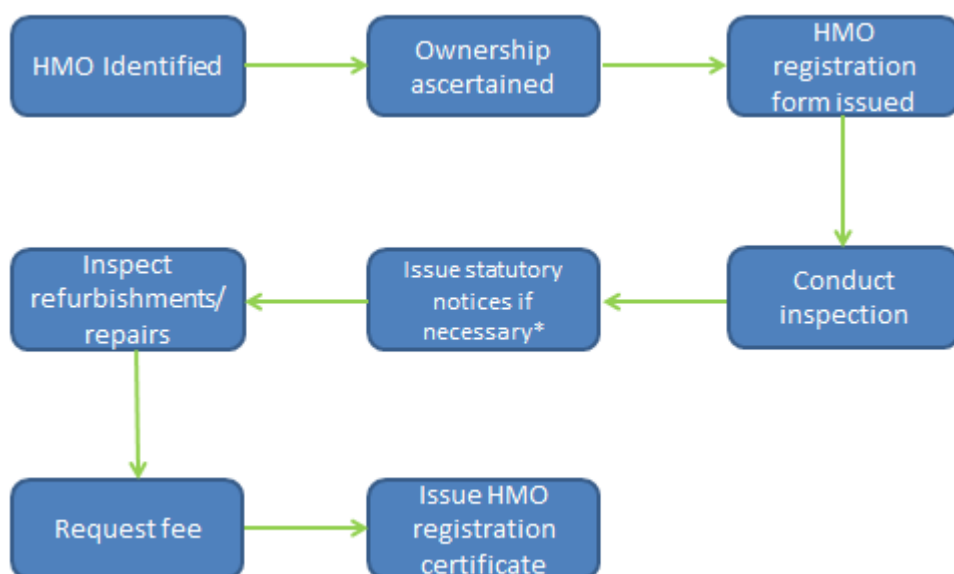 HMO Identified
Ownership
ascertained
HMO
registration
form issued
Conduct
inspection
Issue statutory
notices if
necessary*
Inspect
refurbishments/
repairs
Request fee
Issue HMO
registration
certificate